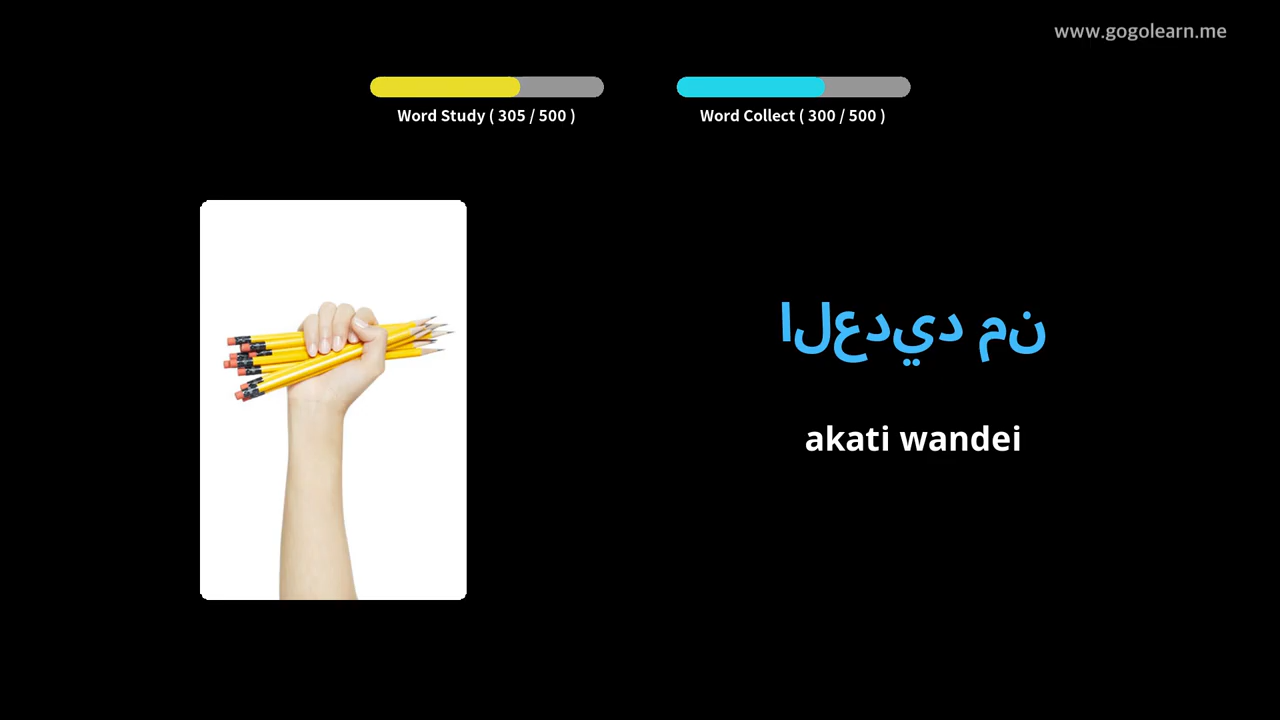 www.gogolearn.me
Word Study ( 305 / 500 )
Word Collect ( 300 / 500 )
العديد من
akati wandei